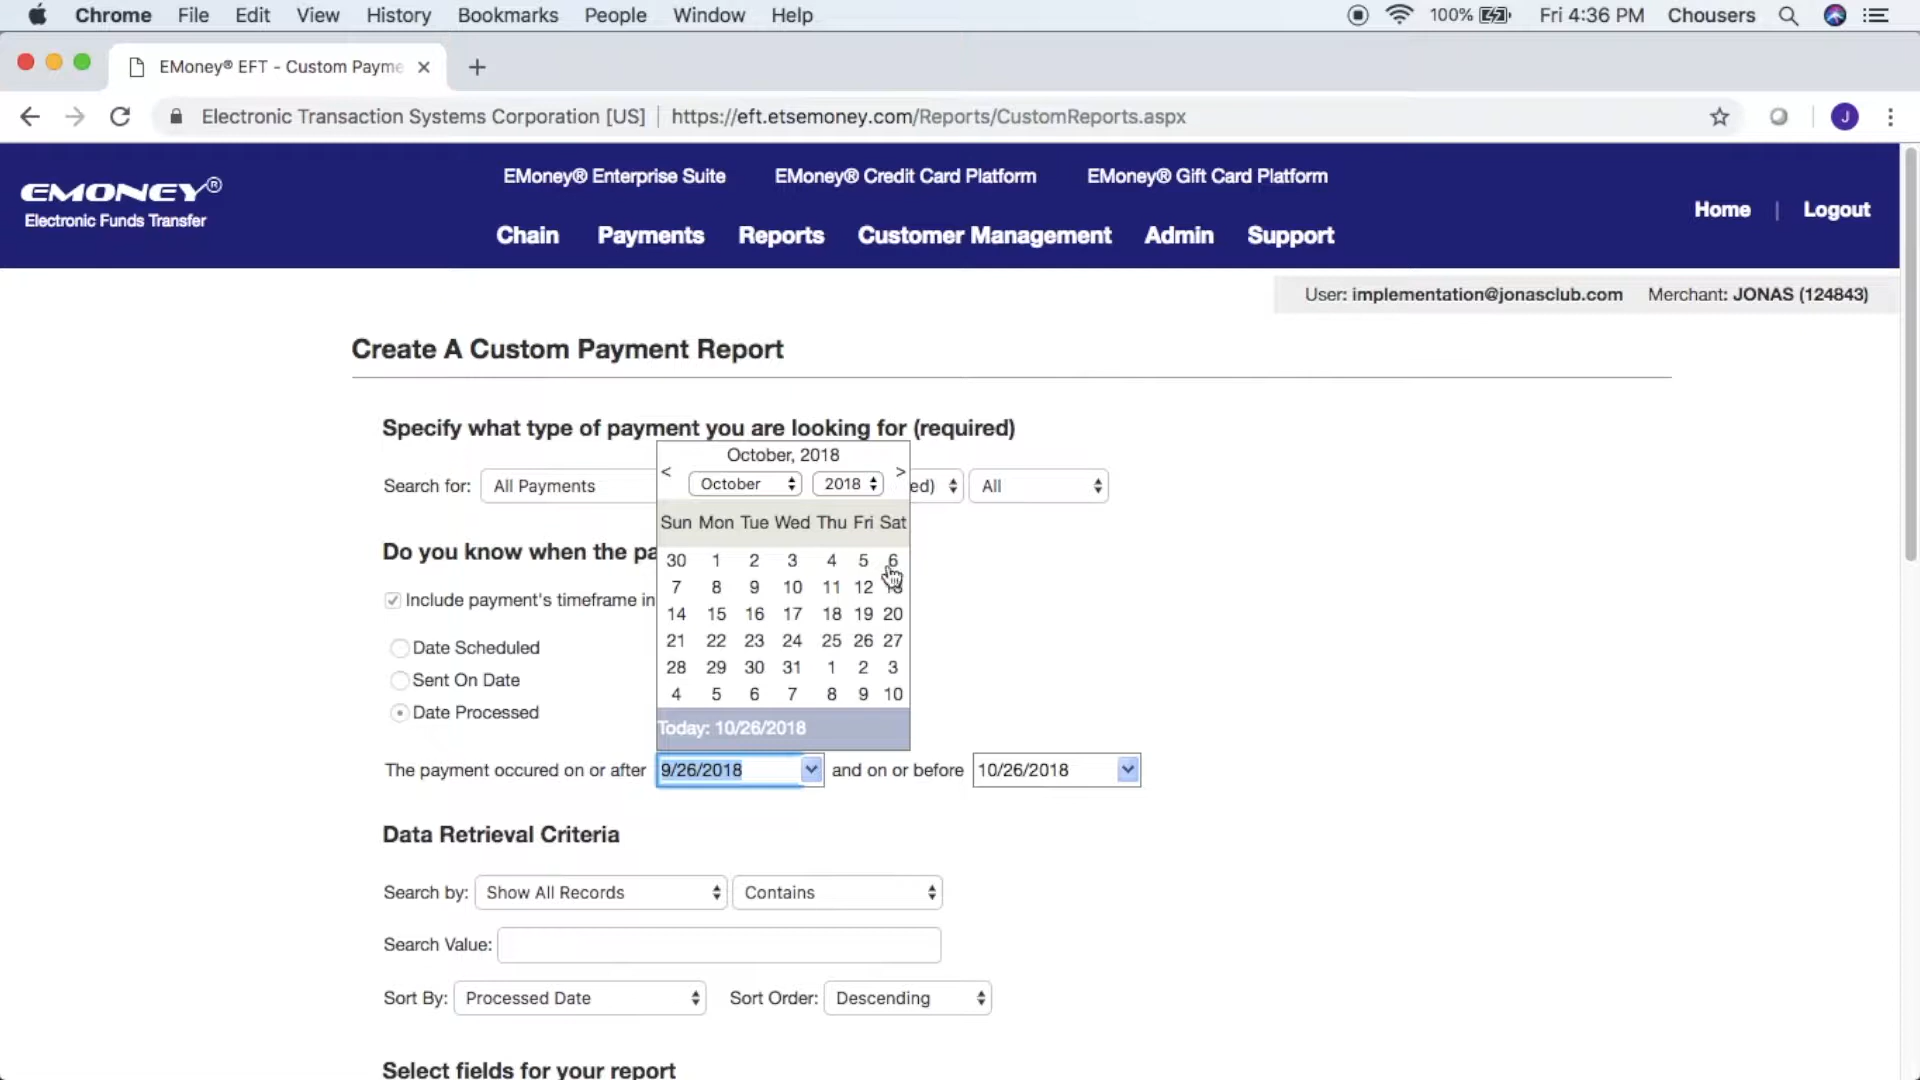 Chrome File Edit View History Bookmarks People Window Help 100% Fri 4:36 PM Chousers
EMoney® EFT - Custom Payme
Electronic Transaction Systems Corporation [US] https://eft.etsemoney.com/Reports/CustomReports.aspx J
EMoney® Enterprise Suite EMoney® Credit Card Platform EMoney® Gift Card Platform
EMONEY®
Electronic Funds Transfer
Home | Logout
Chain Payments Reports Customer Management Admin Support
User: implementation@jonasclub.com Merchant: JONAS (124843)
Create A Custom Payment Report
Specify what type of payment you are looking for (required)
Search for: All Payments ed) All
October, 2018
< October 2018 >
Sun Mon Tue Wed Thu Fri Sat
30 1 2 3 4 5 6
7 8 9 10 11 12 13
14 15 16 17 18 19 20
21 22 23 24 25 26 27
28 29 30 31 1 2 3
4 5 6 7 8 9 10
Today: 10/26/2018
Do you know when the pa
Include payment's timeframe in
Date Scheduled
Sent On Date
Date Processed
The payment occured on or after 9/26/2018 and on or before 10/26/2018
Data Retrieval Criteria
Search by: Show All Records Contains
Search Value:
Sort By: Processed Date Sort Order: Descending
Select fields for your report